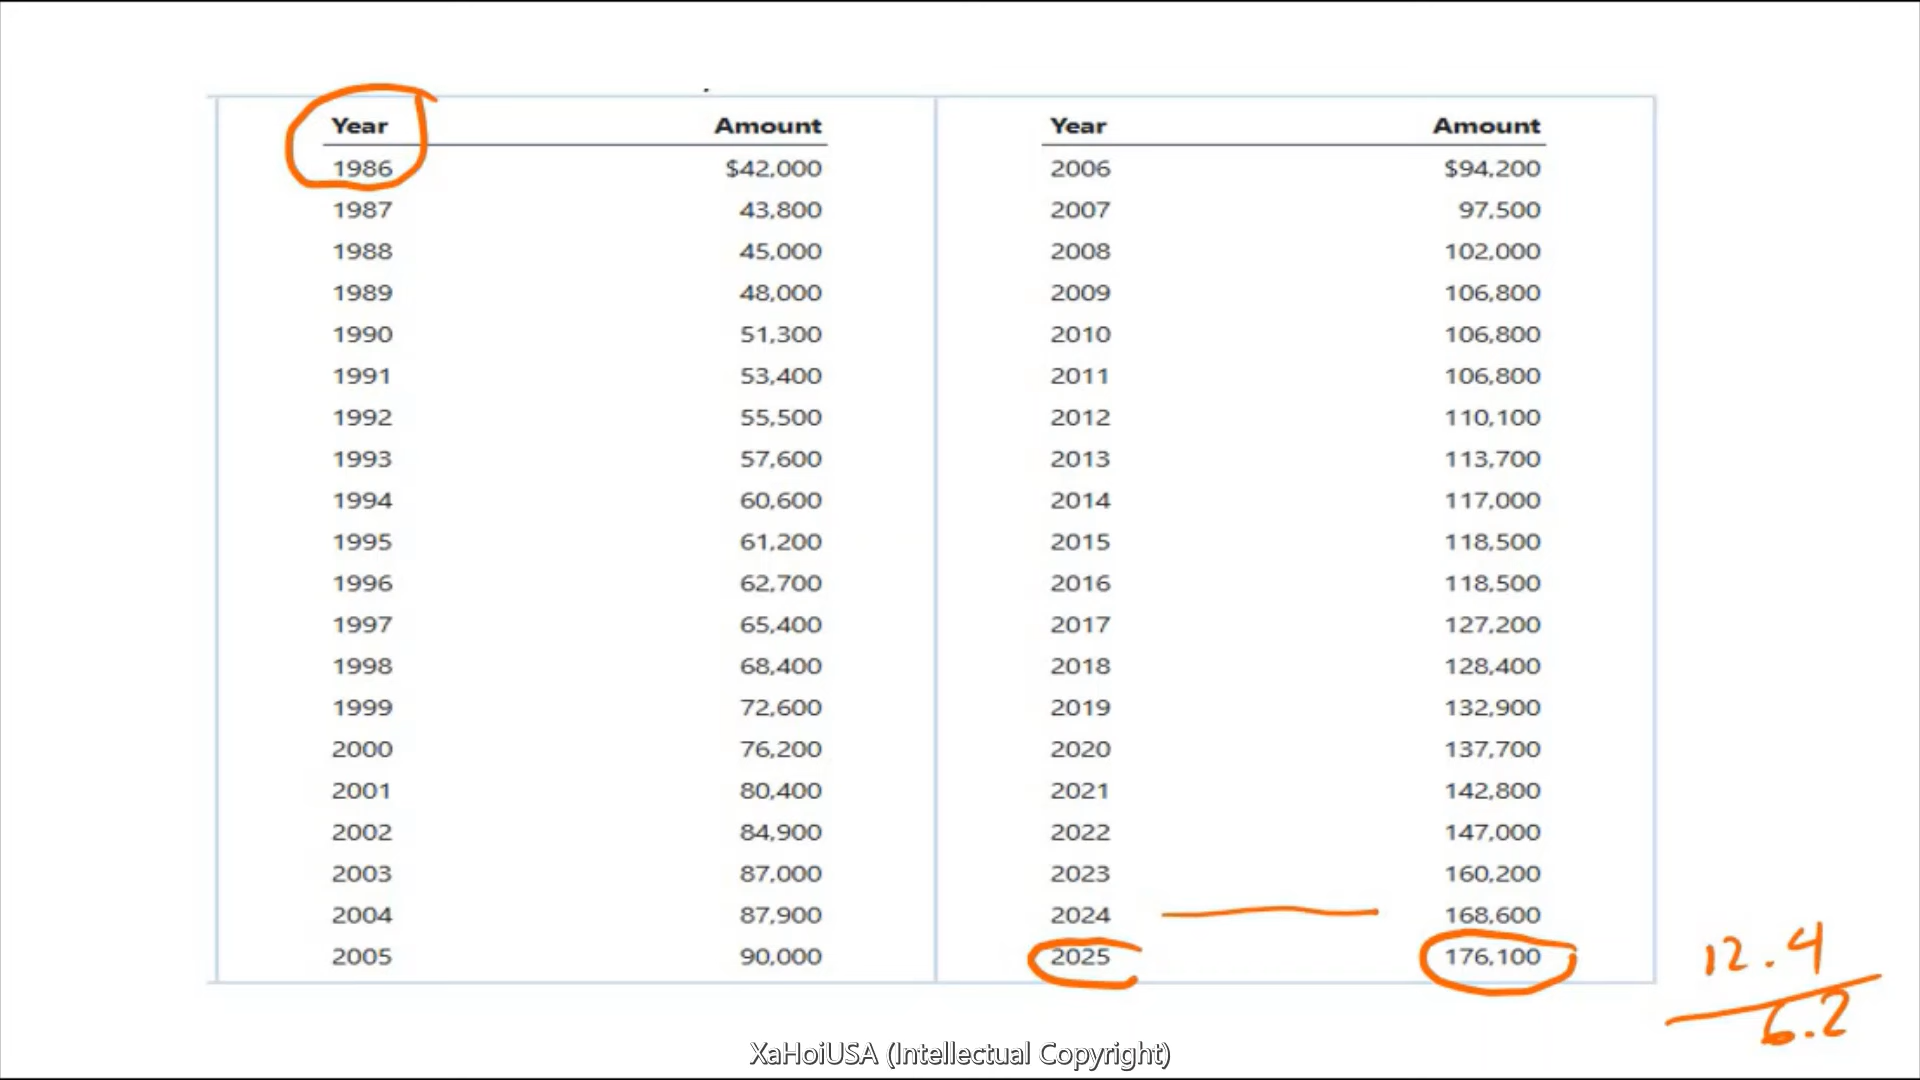 Year Amount Year Amount
1986 $42,000 2006 $94,200
1987 43,800 2007 97,500
1988 45,000 2008 102,000
1989 48,000 2009 106,800
1990 51,300 2010 106,800
1991 53,400 2011 106,800
1992 55,500 2012 110,100
1993 57,600 2013 113,700
1994 60,600 2014 117,000
1995 61,200 2015 118,500
1996 62,700 2016 118,500
1997 65,400 2017 127,200
1998 68,400 2018 128,400
1999 72,600 2019 132,900
2000 76,200 2020 137,700
2001 80,400 2021 142,800
2002 84,900 2022 147,000
2003 87,000 2023 160,200
2004 87,900 2024 168,600
2005 90,000 2025 176,100
12.4
6.2
XaHoiUSA (Intellectual Copyright)